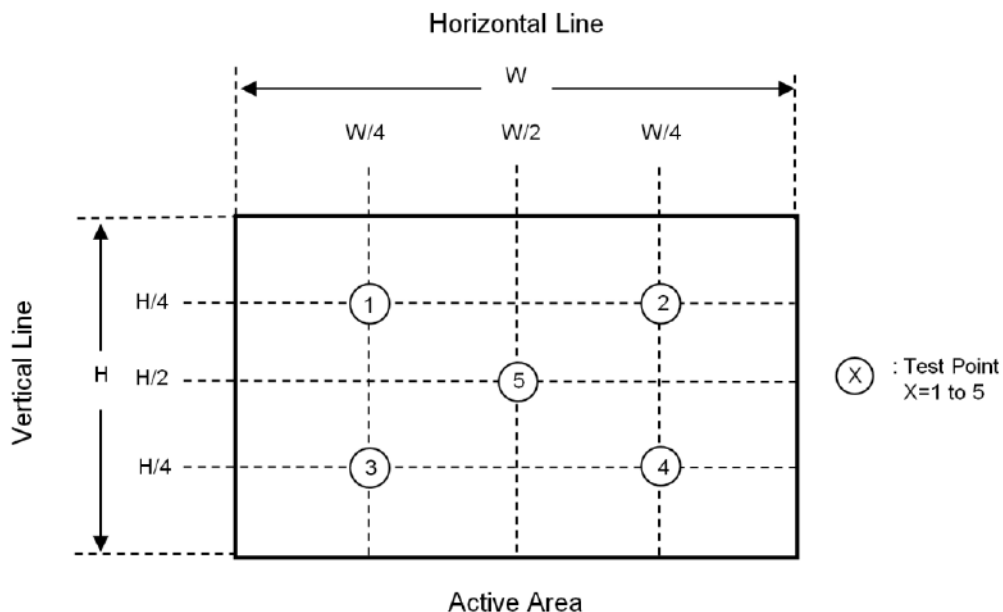 Horizontal Line
W
W/4 W/2 W/4
H/4 1 2
Vertical Line
H H/2 5
X : Test Point
X=1 to 5
H/4 3 4
Active Area